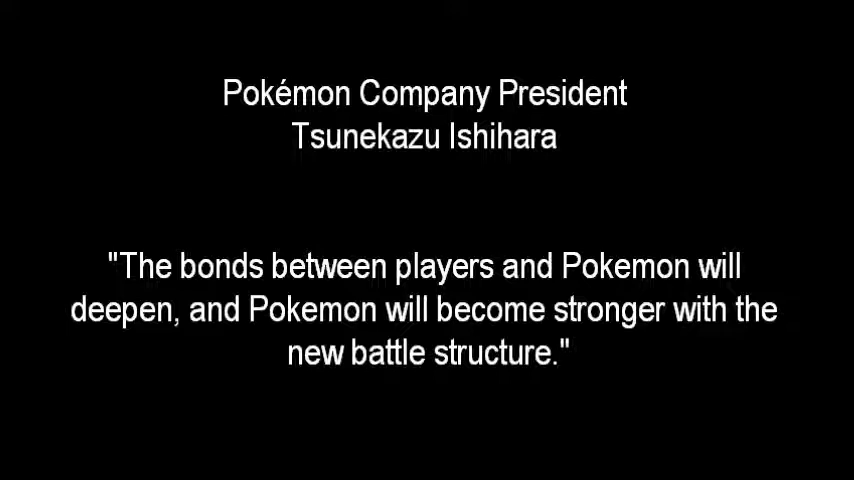 Pokémon Company President
Tsunekazu Ishihara
"The bonds between players and Pokemon will
deepen, and Pokemon will become stronger with the
new battle structure."